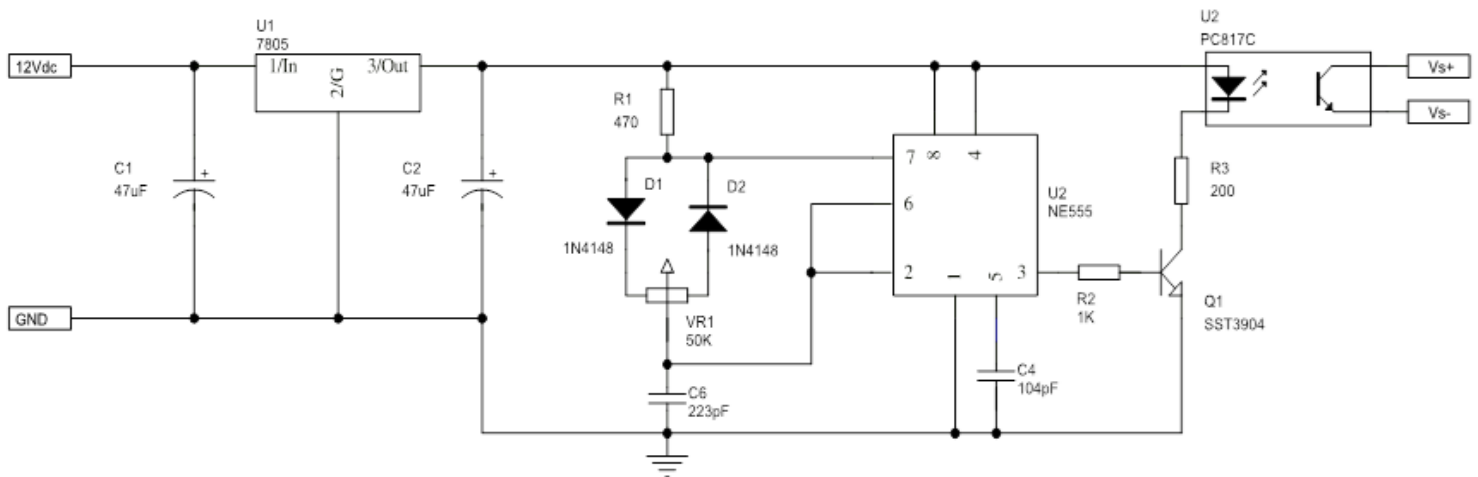 U1
7805
12Vdc
1/In
2/G
3/Out
GND
C1
47uF
C2
47uF
R1
470
D1
1N4148
D2
1N4148
VR1
50K
C6
223pF
7
6
2
8
4
1
5
3
U2
NE555
C4
104pF
R2
1K
Q1
SST3904
R3
200
U2
PC817C
Vs+
Vs-